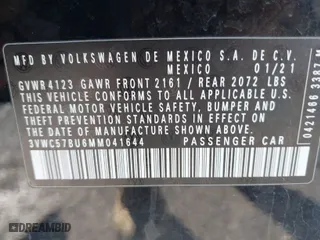 MFD BY VOLKSWAGEN DE MEXICO S.A. DE C.V.
MEXICO 01/21
GVWR 4123 GAWR FRONT 2161 / REAR 2072 LBS
THIS VEHICLE CONFORMS TO ALL APPLICABLE
FEDERAL MOTOR VEHICLE SAFETY, BUMPER AND
THEFT PREVENTION STANDARDS IN EFFECT ON
THE DATE OF MANUFACTURE SHOWN ABOVE.
3VWC57BU6MM041644 PASSENGER CAR
0421466 3387